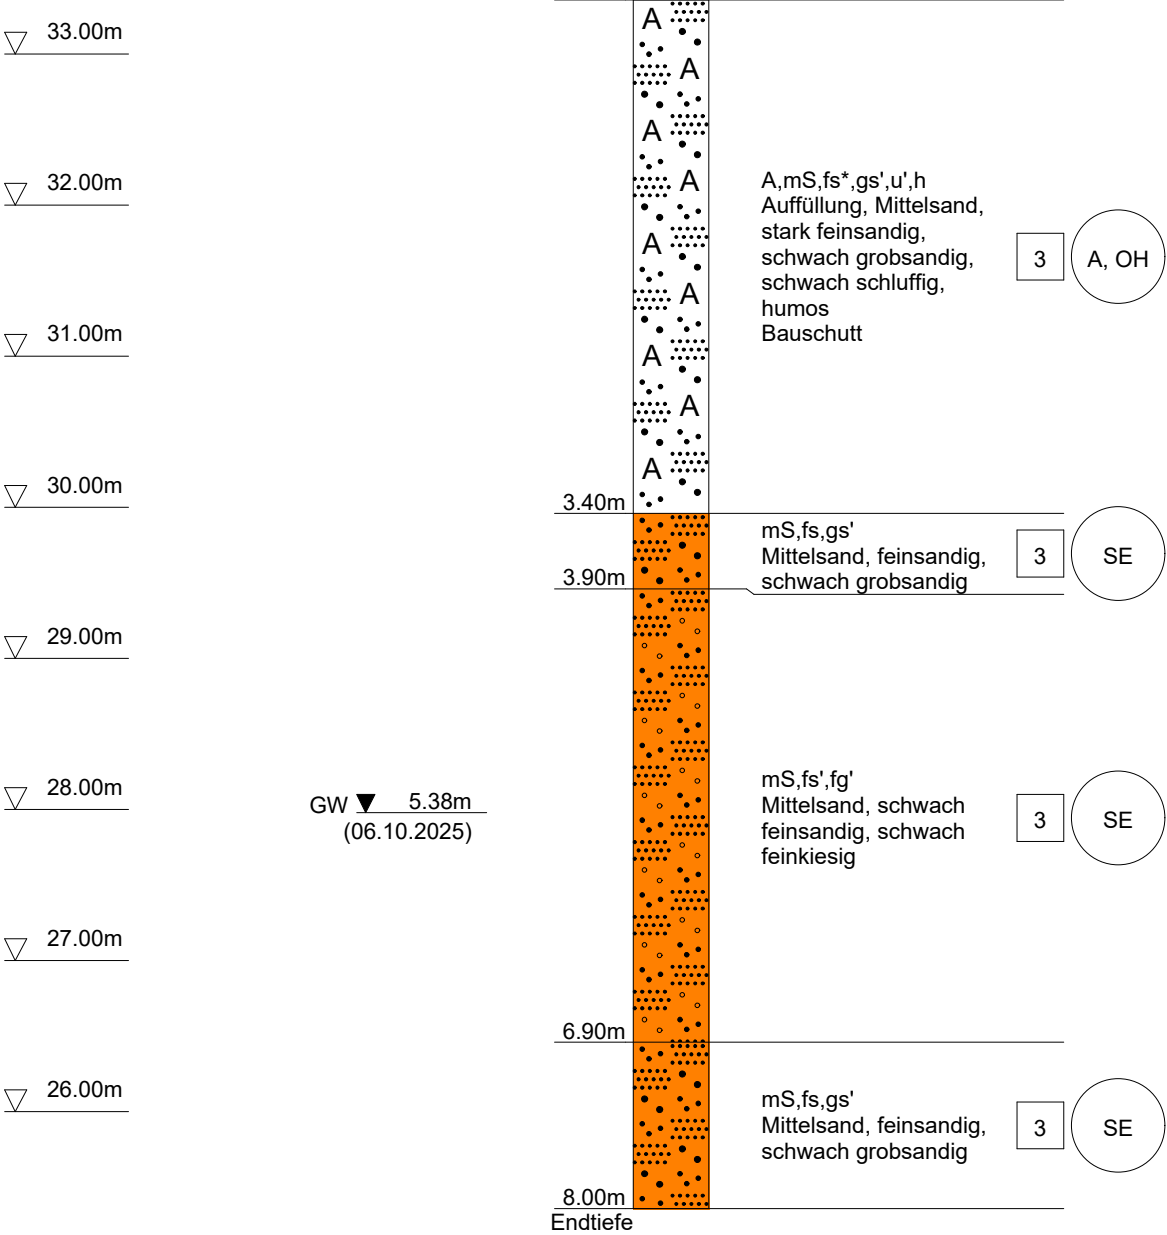 33.00m
32.00m
31.00m
30.00m
29.00m
28.00m
27.00m
26.00m
GW 5.38m
(06.10.2025)
A
A
A
A
A
A
A
A
A
3.40m
3.90m
6.90m
8.00m
Endtiefe
A,mS,fs*,gs',u',h
Auffüllung, Mittelsand,
stark feinsandig,
schwach grobsandig,
schwach schluffig,
humos
Bauschutt
3
A, OH
mS,fs,gs'
Mittelsand, feinsandig,
schwach grobsandig
3
SE
mS,fs',fg'
Mittelsand, schwach
feinsandig, schwach
feinkiesig
3
SE
mS,fs,gs'
Mittelsand, feinsandig,
schwach grobsandig
3
SE